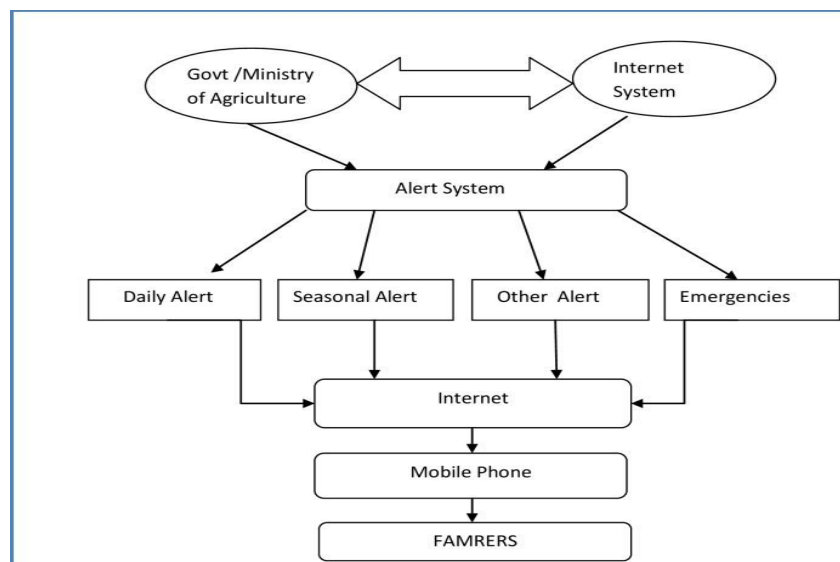 Govt /Ministry
of Agriculture
Internet
System
Alert System
Daily Alert
Seasonal Alert
Other Alert
Emergencies
Internet
Mobile Phone
FAMRERS